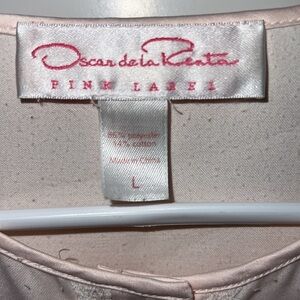 Oscar de la Renta
PINK LABEL
86% polyester
14% cotton
Made in China
L